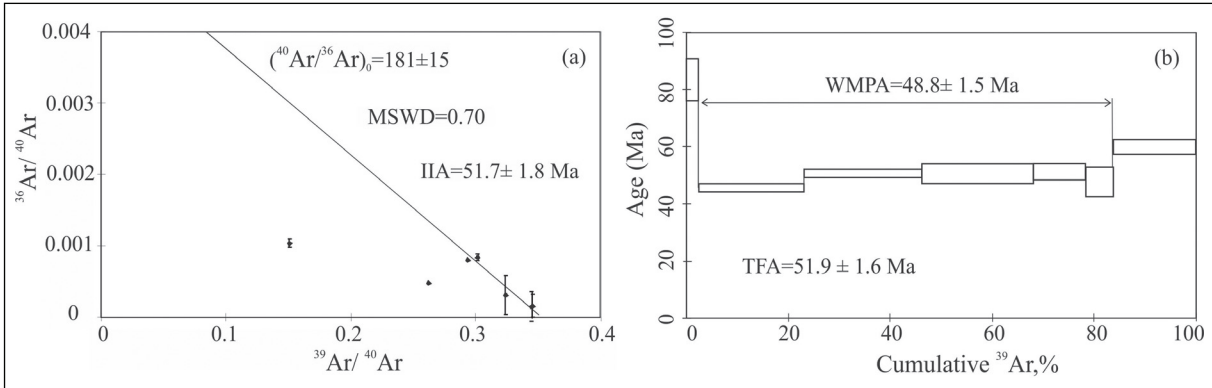 0.004
(⁴⁰Ar/³⁶Ar)₀=181±15
(a)
0.003
MSWD=0.70
³⁶Ar/ ⁴⁰Ar
0.002
IIA=51.7± 1.8 Ma
0.001
0
0 0.1 0.2 0.3 0.4
³⁹Ar/ ⁴⁰Ar
100
(b)
80
WMPA=48.8± 1.5 Ma
Age (Ma)
60
40
20
TFA=51.9 ± 1.6 Ma
0
0 20 40 60 80 100
Cumulative ³⁹Ar,%